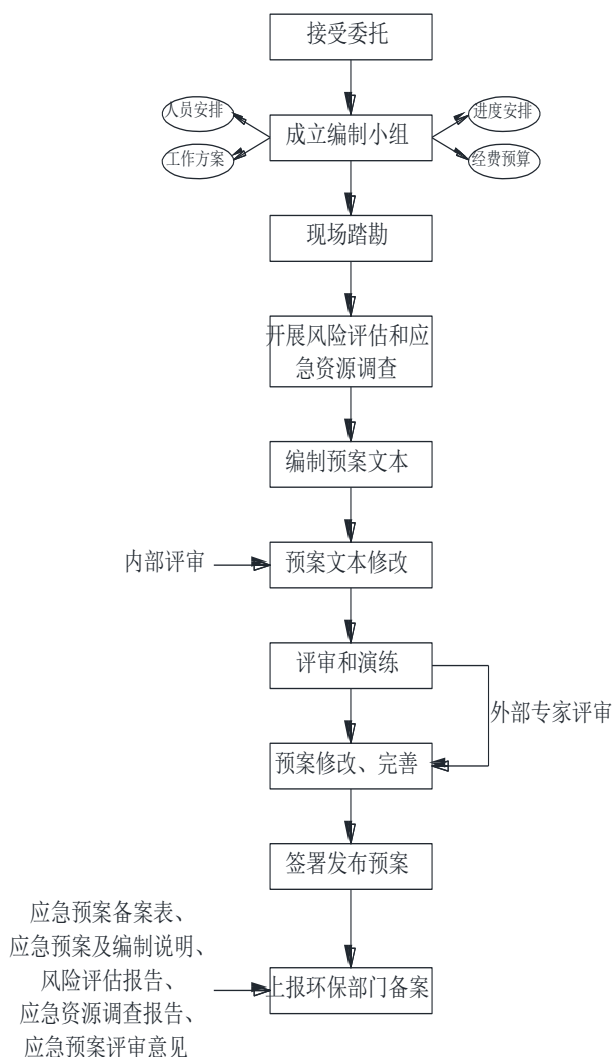 接受委托
人员安排
进度安排
成立编制小组
工作方案
经费预算
现场踏勘
开展风险评估和应
急资源调查
编制预案文本
内部评审
预案文本修改
评审和演练
外部专家评审
预案修改、完善
签署发布预案
应急预案备案表、
应急预案及编制说明、
风险评估报告、
应急资源调查报告、
应急预案评审意见
上报环保部门备案